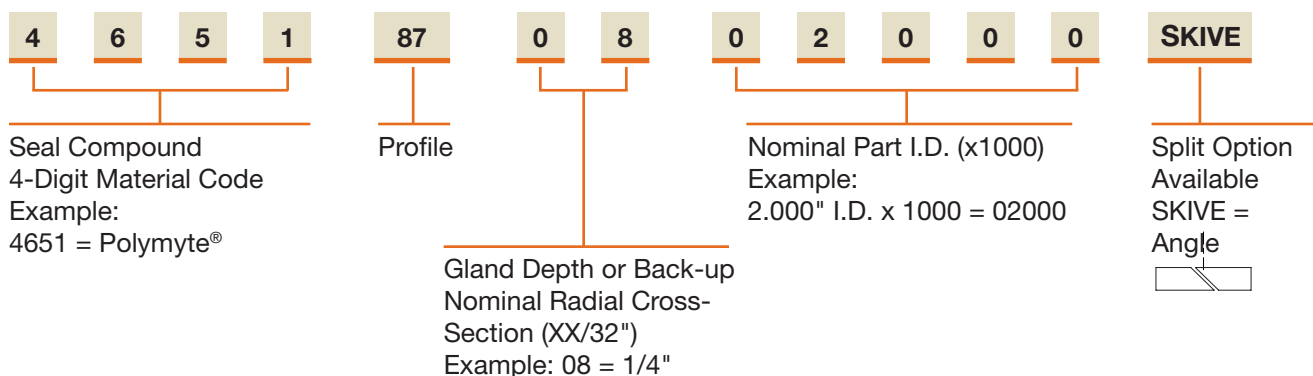 4 6 5 1 87 0 8 0 2 0 0 0 SKIVE
Seal Compound
4-Digit Material Code
Example:
4651 = Polymyte®
Profile
Gland Depth or Back-up
Nominal Radial Cross-
Section (XX/32")
Example: 08 = 1/4"
Nominal Part I.D. (x1000)
Example:
2.000" I.D. x 1000 = 02000
Split Option
Available
SKIVE =
Angle